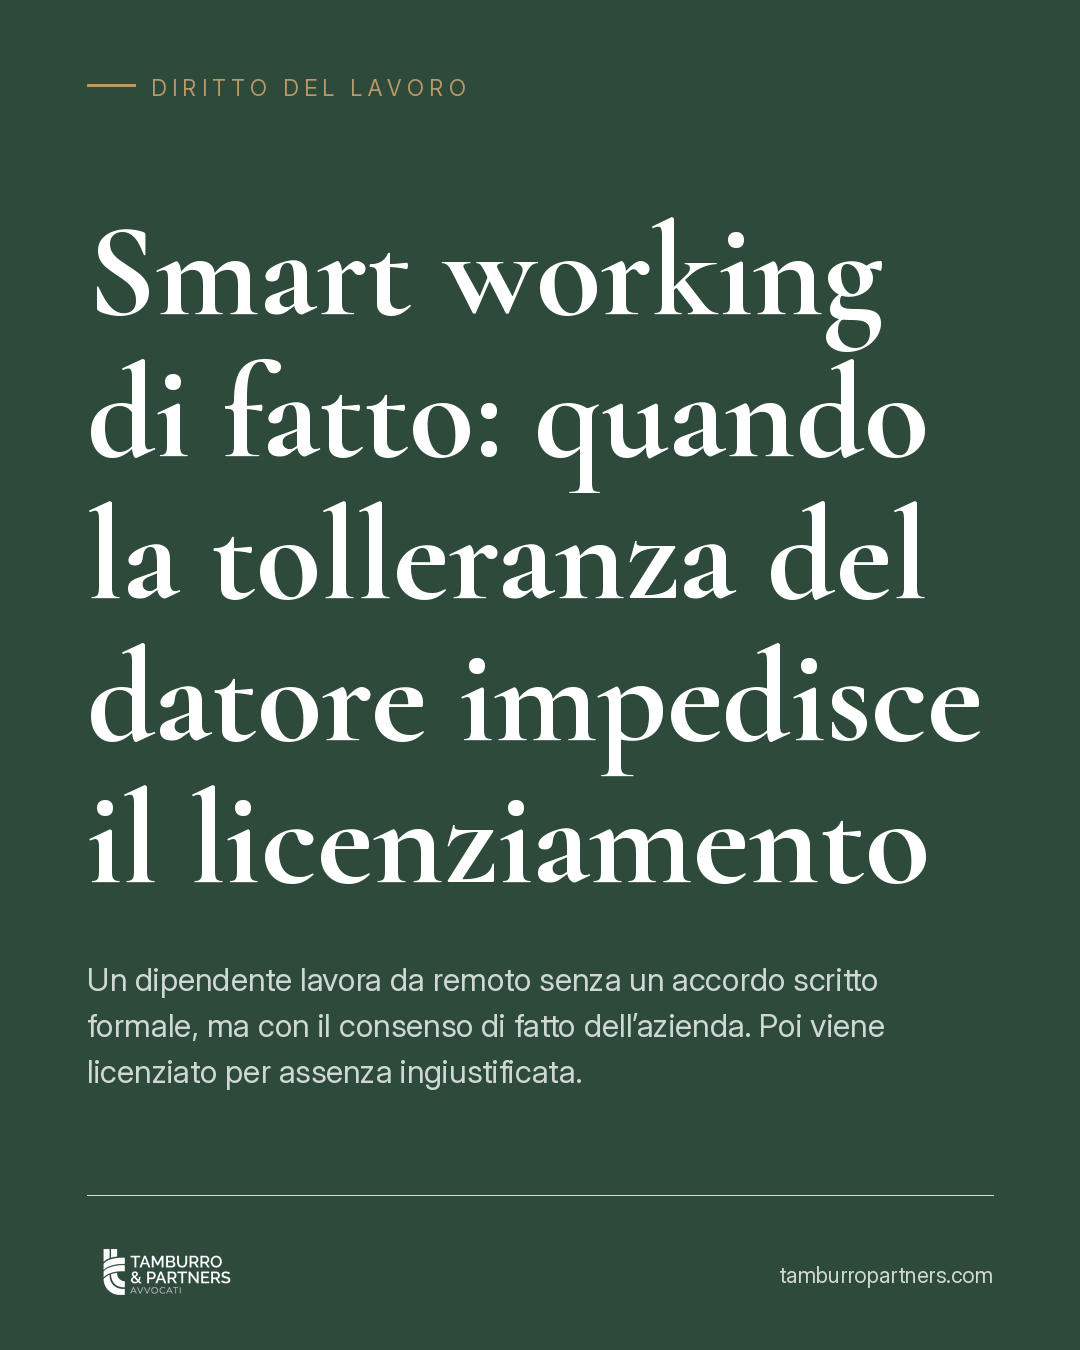 DIRITTO DEL LAVORO
Smart working
di fatto: quando
la tolleranza del
datore impedisce
il licenziamento
Un dipendente lavora da remoto senza un accordo scritto
formale, ma con il consenso di fatto dell’azienda. Poi viene
licenziato per assenza ingiustificata.
TAMBURRO
& PARTNERS
AVVOCATI
tamburropartners.com